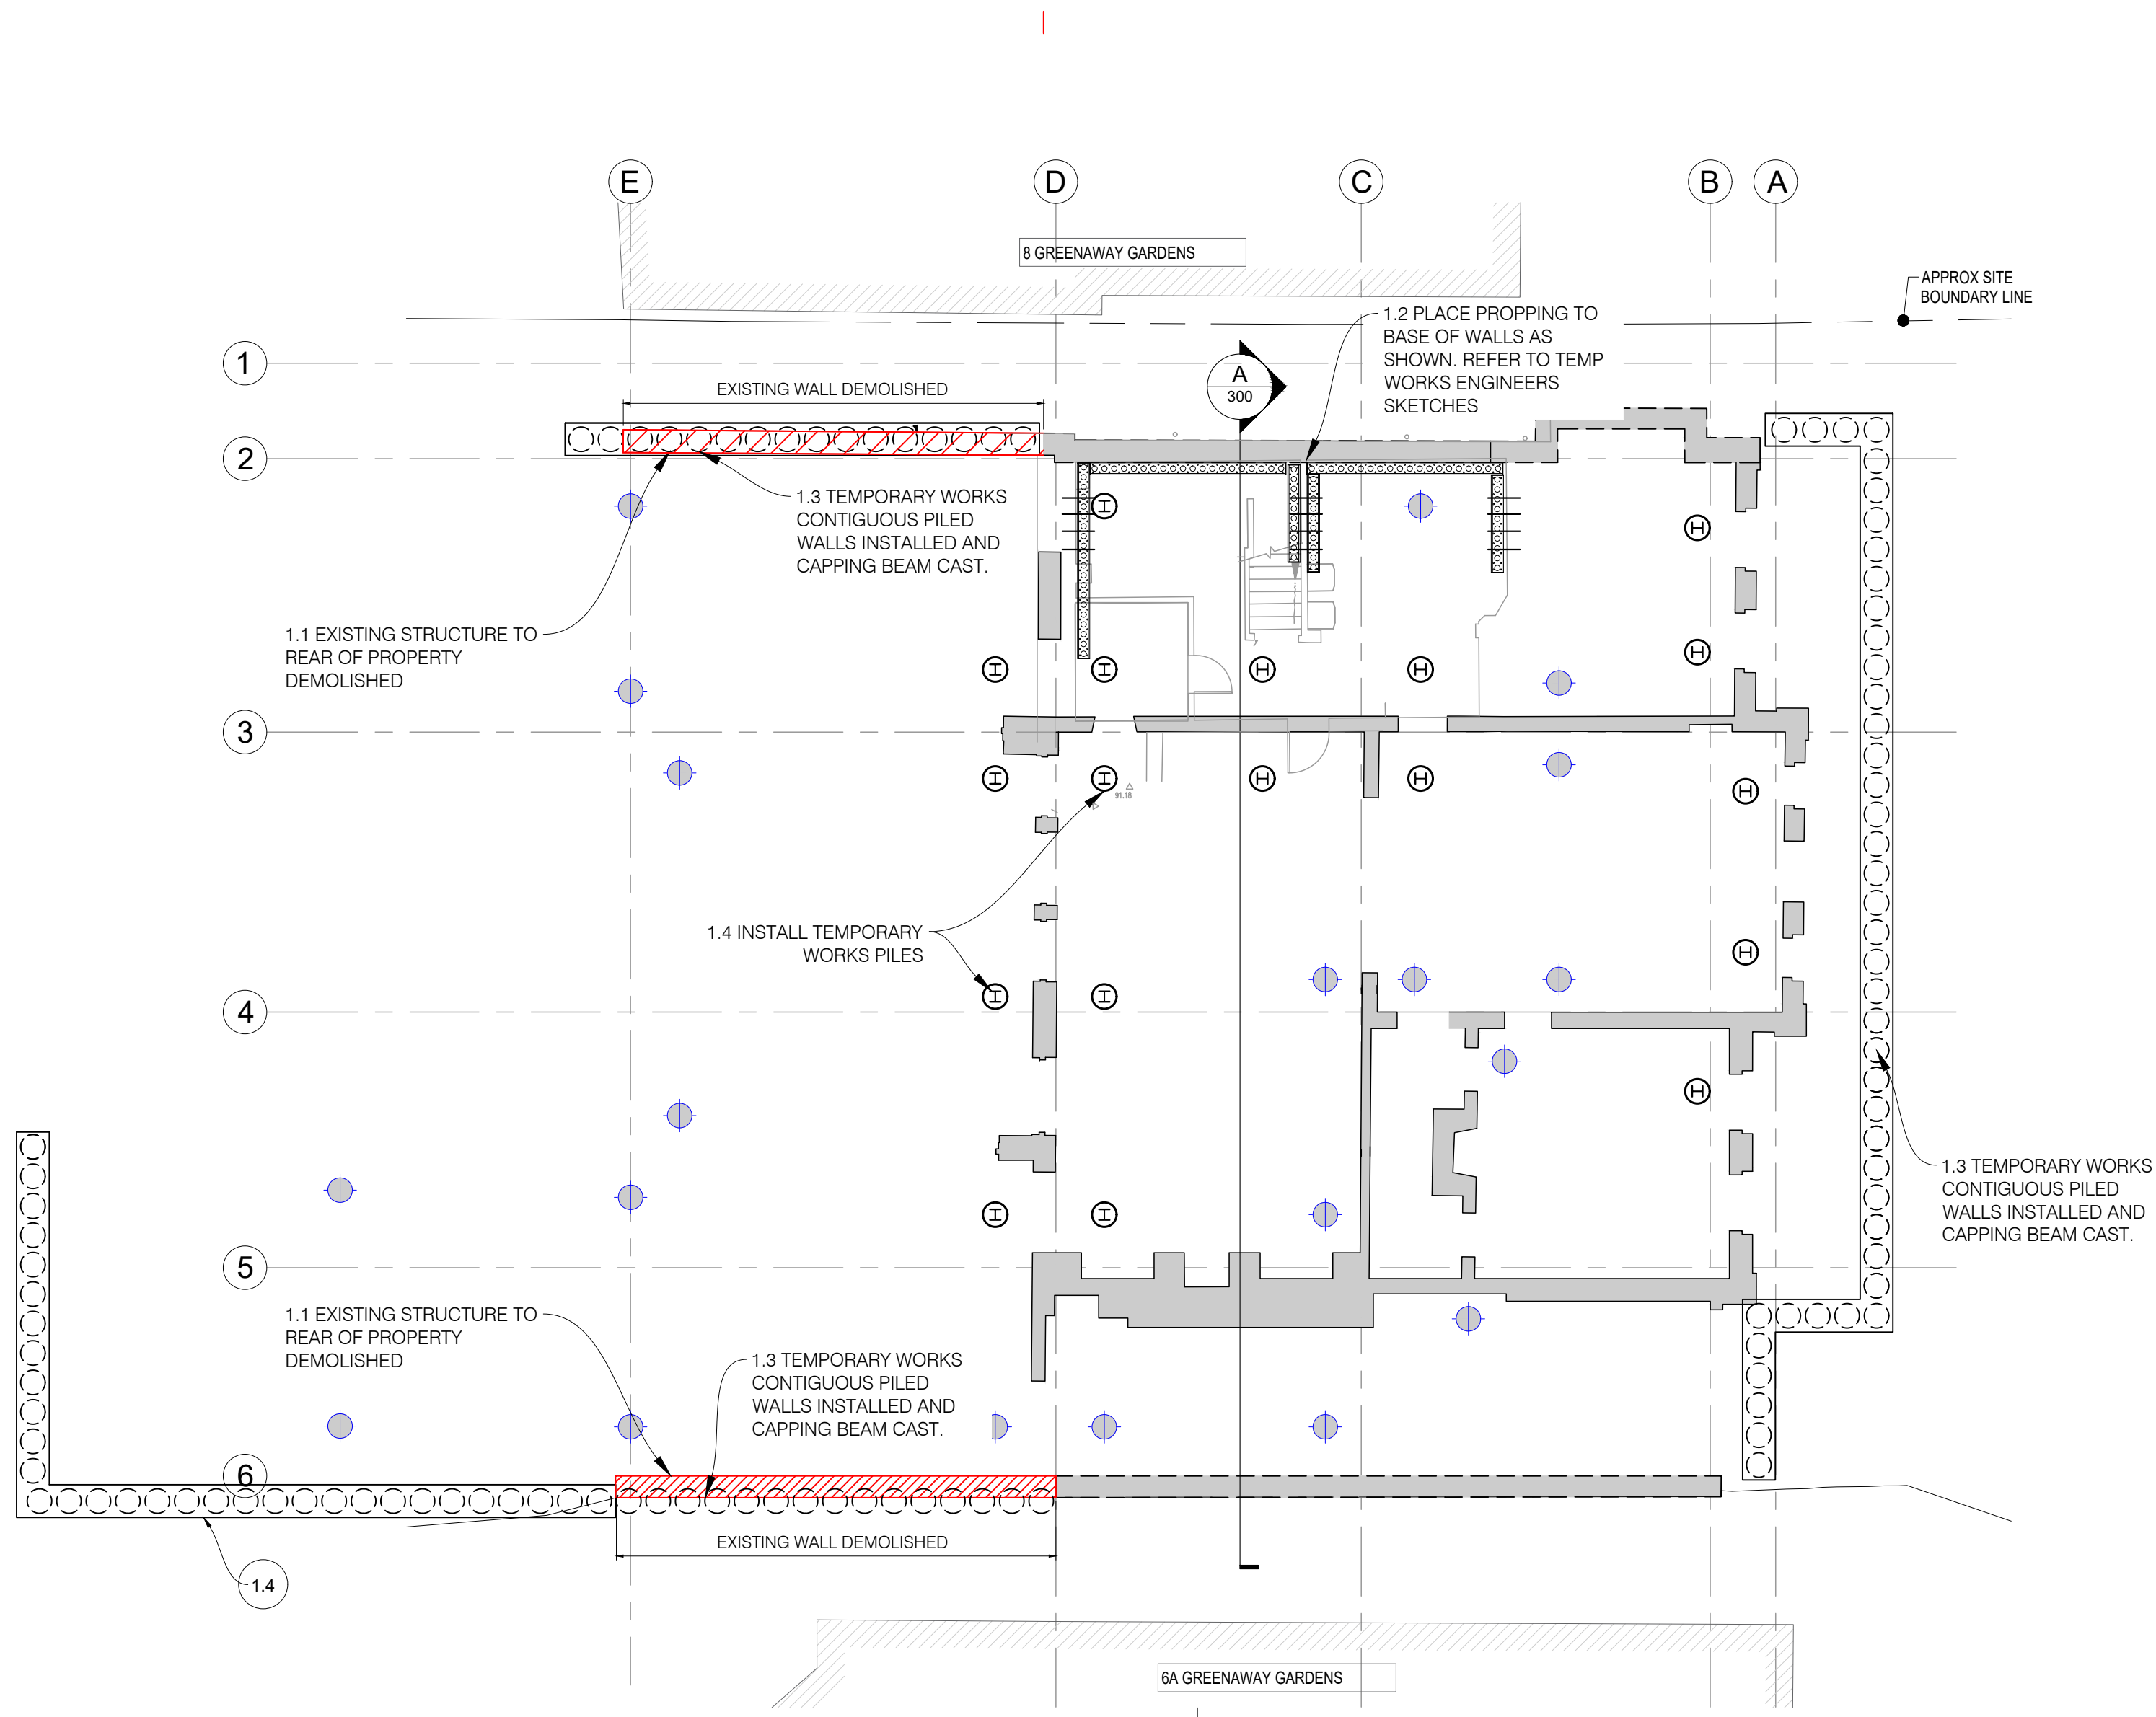 E
D
C
B
A
8 GREENAWAY GARDENS
APPROX SITE
BOUNDARY LINE
1.2 PLACE PROPPING TO
BASE OF WALLS AS
SHOWN. REFER TO TEMP
WORKS ENGINEERS
SKETCHES
1
A
300
EXISTING WALL DEMOLISHED
2
1.3 TEMPORARY WORKS
CONTIGUOUS PILED
WALLS INSTALLED AND
CAPPING BEAM CAST.
1.1 EXISTING STRUCTURE TO
REAR OF PROPERTY
DEMOLISHED
3
91.18
1.4 INSTALL TEMPORARY
WORKS PILES
4
1.3 TEMPORARY WORKS
CONTIGUOUS PILED
WALLS INSTALLED AND
CAPPING BEAM CAST.
5
1.1 EXISTING STRUCTURE TO
REAR OF PROPERTY
DEMOLISHED
1.3 TEMPORARY WORKS
CONTIGUOUS PILED
WALLS INSTALLED AND
CAPPING BEAM CAST.
6
EXISTING WALL DEMOLISHED
1.4
6A GREENAWAY GARDENS